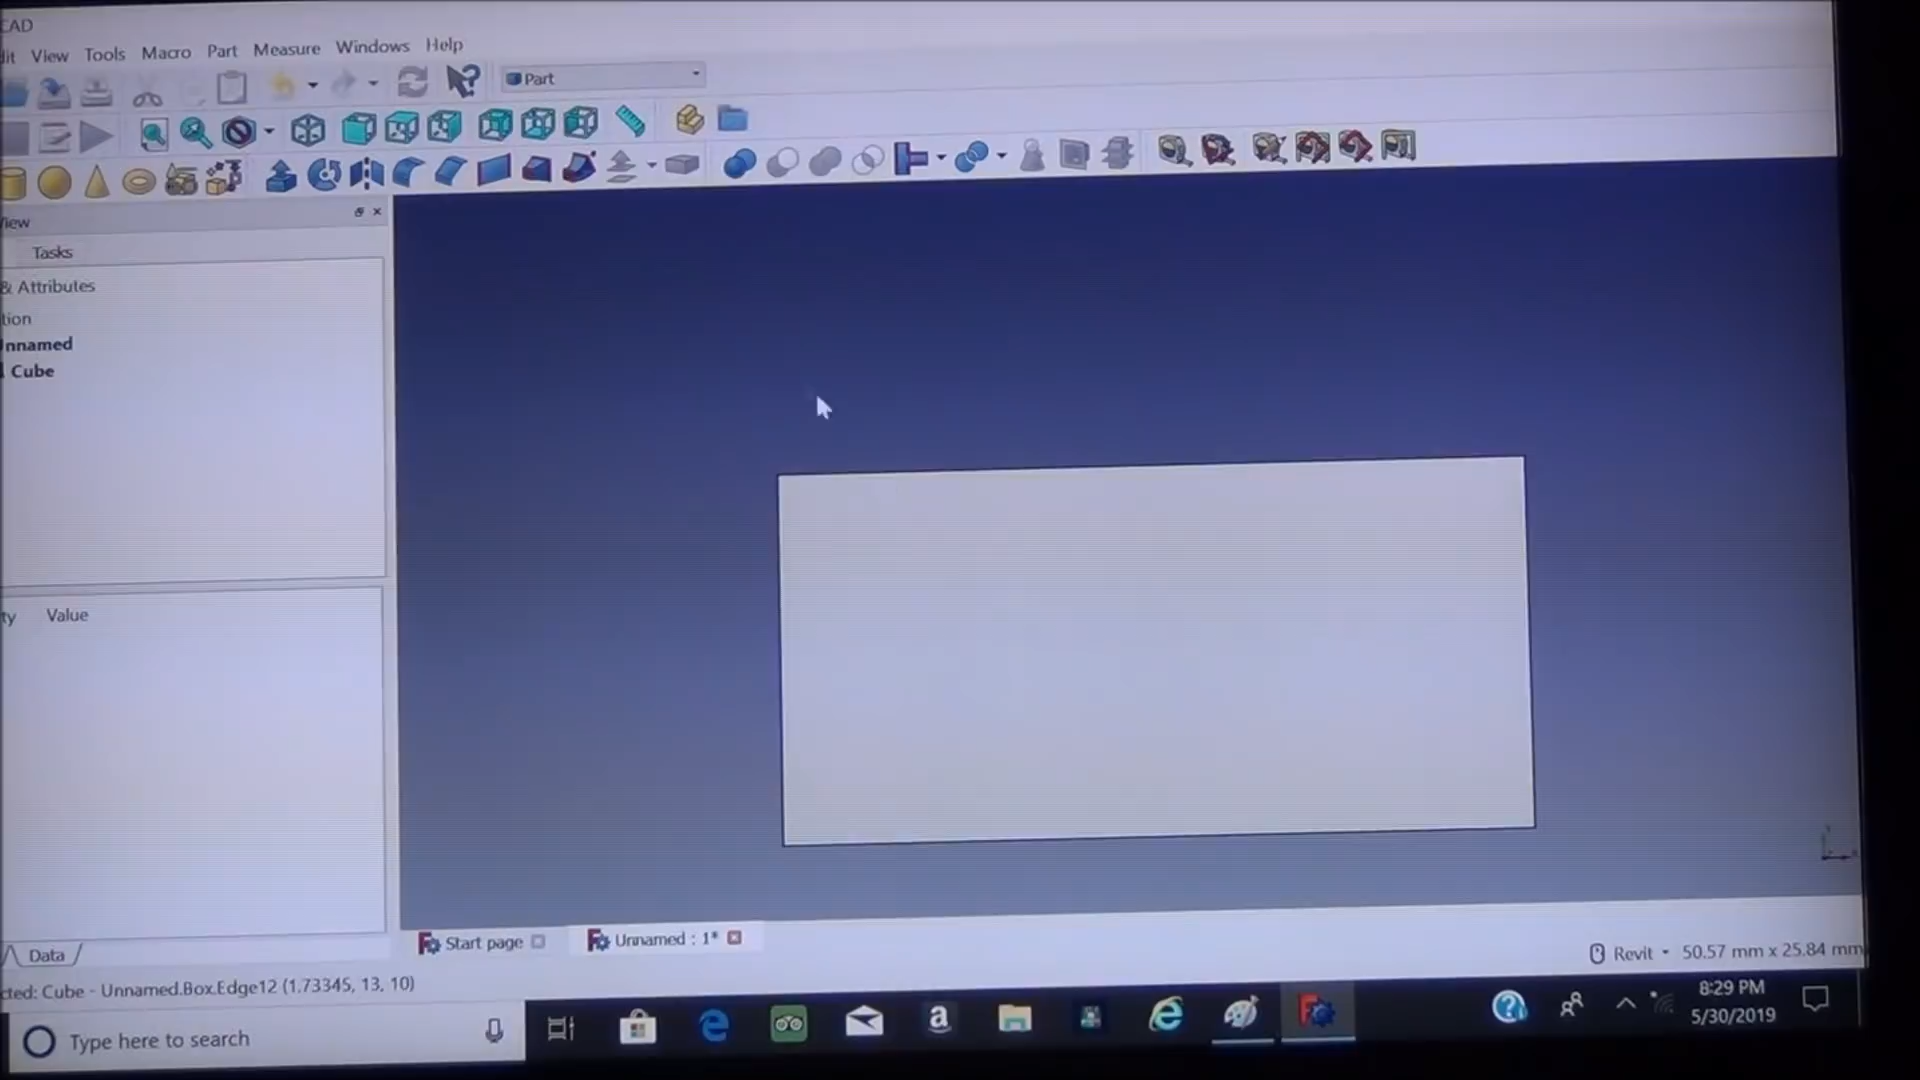 CAD
dit View Tools Macro Part Measure Windows Help
Part
View
Tasks
& Attributes
tion
Unnamed
Cube
ty Value
Data
Start page
Unnamed : 1*
Revit 50.57 mm x 25.84 mm
cted: Cube - Unnamed.Box.Edge12 (1.73345, 13, 10)
Type here to search
8:29 PM
5/30/2019